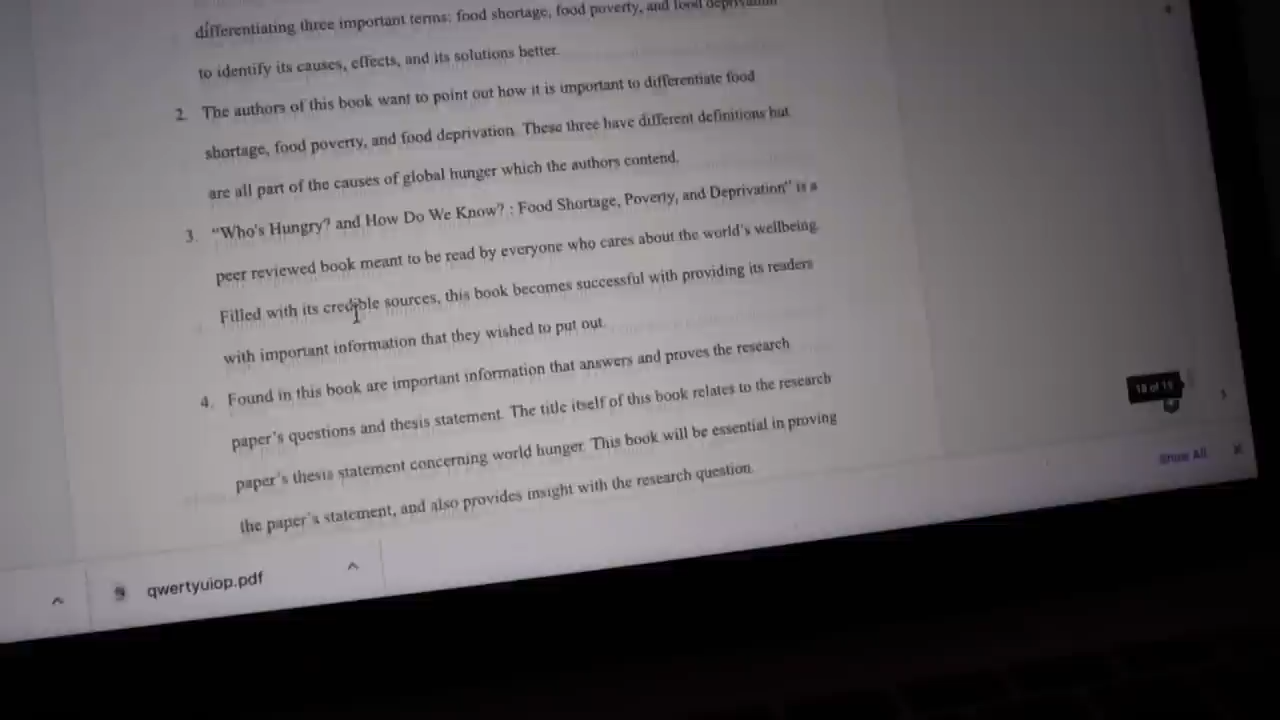 differentiating three important terms: food shortage, food poverty, and food deprivation
to identify its causes, effects, and its solutions better.
2. The authors of this book want to point out how it is important to differentiate food
shortage, food poverty, and food deprivation. These three have different definitions but
are all part of the causes of global hunger which the authors contend.
3. “Who's Hungry? and How Do We Know? : Food Shortage, Poverty, and Deprivation” is a
peer reviewed book meant to be read by everyone who cares about the world's wellbeing.
Filled with its credible sources, this book becomes successful with providing its readers
with important information that they wished to put out.
4. Found in this book are important information that answers and proves the research
paper's questions and thesis statement. The title itself of this book relates to the research
paper's thesis statement concerning world hunger. This book will be essential in proving
the paper's statement, and also provides insight with the research question.
18 of 19
Show All
qwertyuiop.pdf